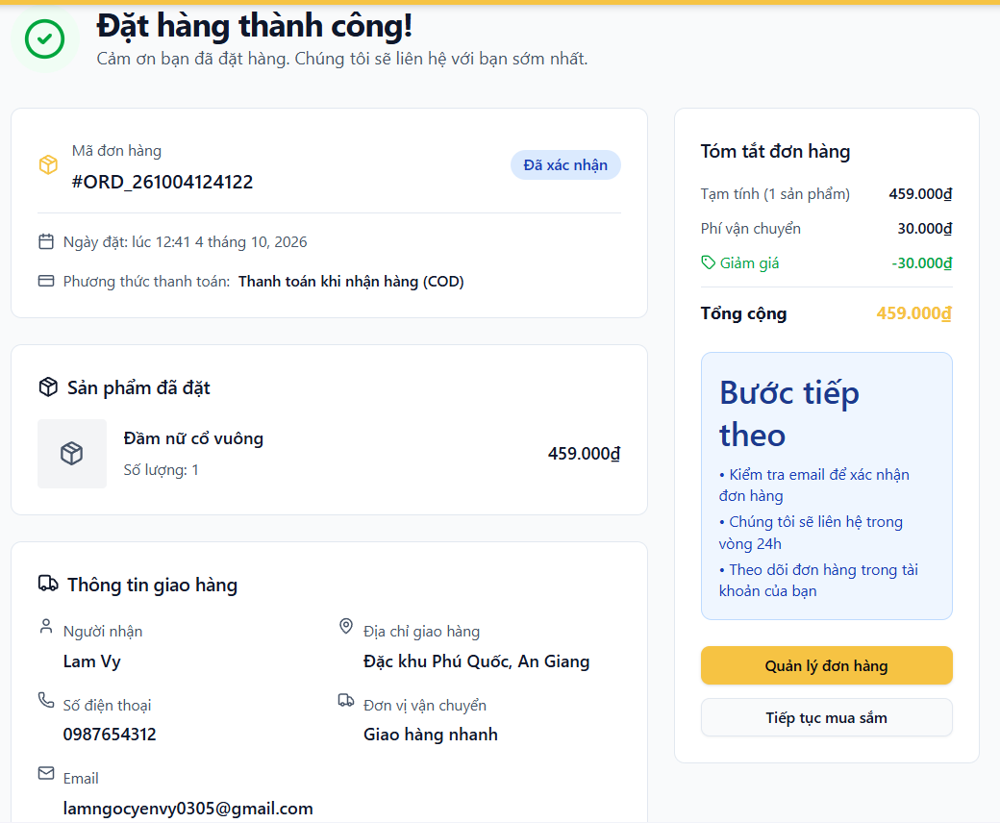 Đặt hàng thành công!
Cảm ơn bạn đã đặt hàng. Chúng tôi sẽ liên hệ với bạn sớm nhất.
Mã đơn hàng
#ORD_261004124122
Đã xác nhận
Ngày đặt: lúc 12:41 4 tháng 10, 2026
Phương thức thanh toán: Thanh toán khi nhận hàng (COD)
Sản phẩm đã đặt
Đầm nữ cổ vuông
Số lượng: 1
459.000₫
Thông tin giao hàng
Người nhận
Lam Vy
Địa chỉ giao hàng
Đặc khu Phú Quốc, An Giang
Số điện thoại
0987654312
Đơn vị vận chuyển
Giao hàng nhanh
Email
lamngocyenvy0305@gmail.com
Tóm tắt đơn hàng
Tạm tính (1 sản phẩm) 459.000₫
Phí vận chuyển 30.000₫
Giảm giá -30.000₫
Tổng cộng 459.000₫
Bước tiếp
theo
• Kiểm tra email để xác nhận
đơn hàng
• Chúng tôi sẽ liên hệ trong
vòng 24h
• Theo dõi đơn hàng trong tài
khoản của bạn
Quản lý đơn hàng
Tiếp tục mua sắm